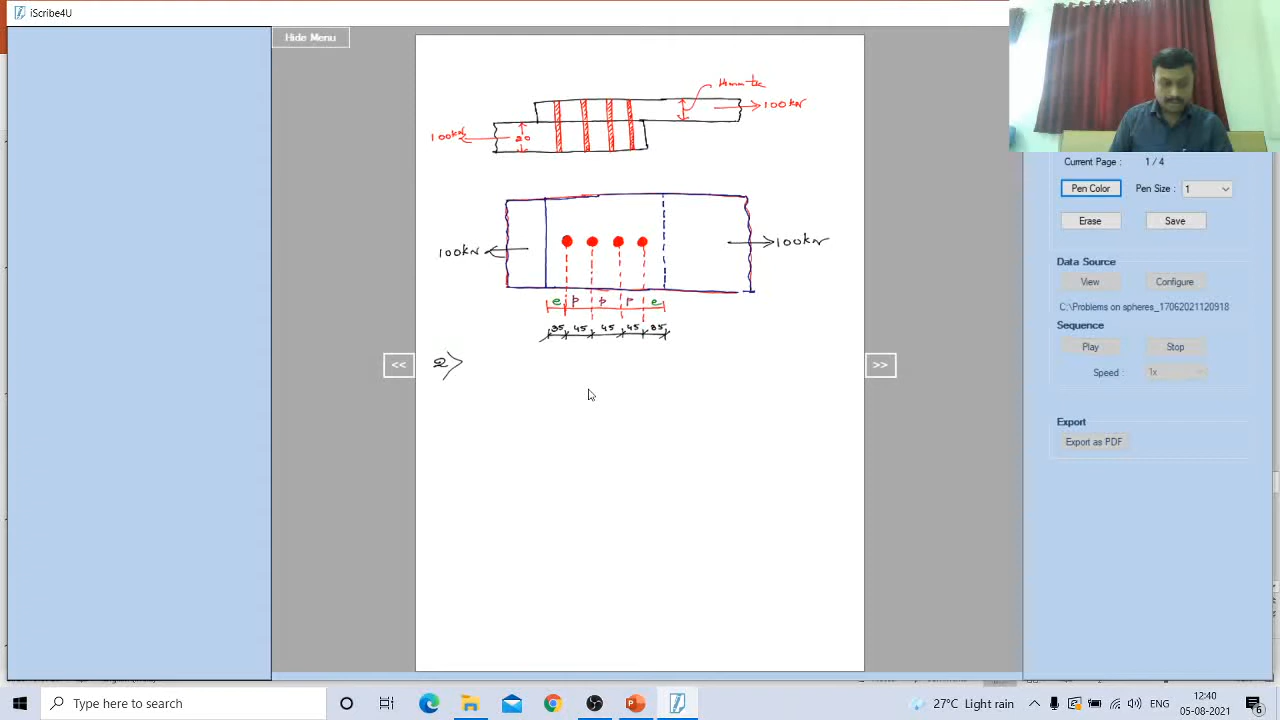 iScribe4U
Hide Menu
100kN
100kN
20
100kN
100kN
e p p p e
35 45 45 45 35
2>
<<
>>
Current Page: 1 / 4
Pen Color Pen Size: 1
Erase Save
Data Source
View Configure
C:\Problems on spheres_17062021120918
Sequence
Play Stop
Speed : 1x
Export
Export as PDF
Type here to search
27°C Light rain
ENG
12:40
05-08-2021
6